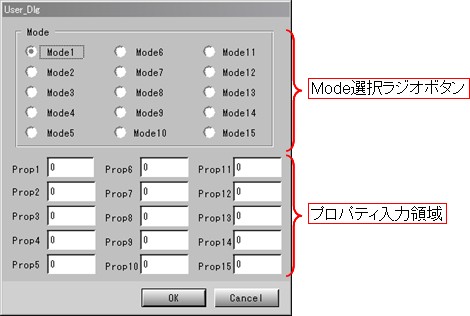 User_Dlg
Mode
Mode1 Mode6 Mode11
Mode2 Mode7 Mode12
Mode3 Mode8 Mode13
Mode4 Mode9 Mode14
Mode5 Mode10 Mode15
Mode選択ラジオボタン
Prop1 0 Prop6 0 Prop11 0
Prop2 0 Prop7 0 Prop12 0
Prop3 0 Prop8 0 Prop13 0
Prop4 0 Prop9 0 Prop14 0
Prop5 0 Prop10 0 Prop15 0
プロパティ入力領域
OK Cancel